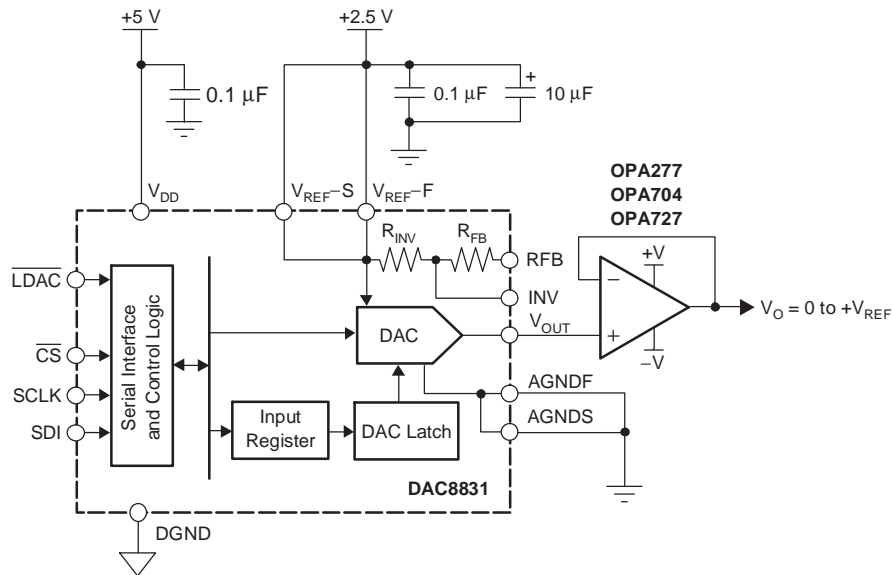 +5 V
+2.5 V
0.1 μF
0.1 μF
+
10 μF
OPA277
OPA704
OPA727
V_DD
V_REF–S
V_REF–F
R_INV
R_FB
RFB
INV
V_OUT
+V
−
+
−V
V_O = 0 to +V_REF
LDAC
CS
SCLK
SDI
Serial Interface
and Control Logic
DAC
Input
Register
DAC Latch
AGNDF
AGNDS
DAC8831
DGND